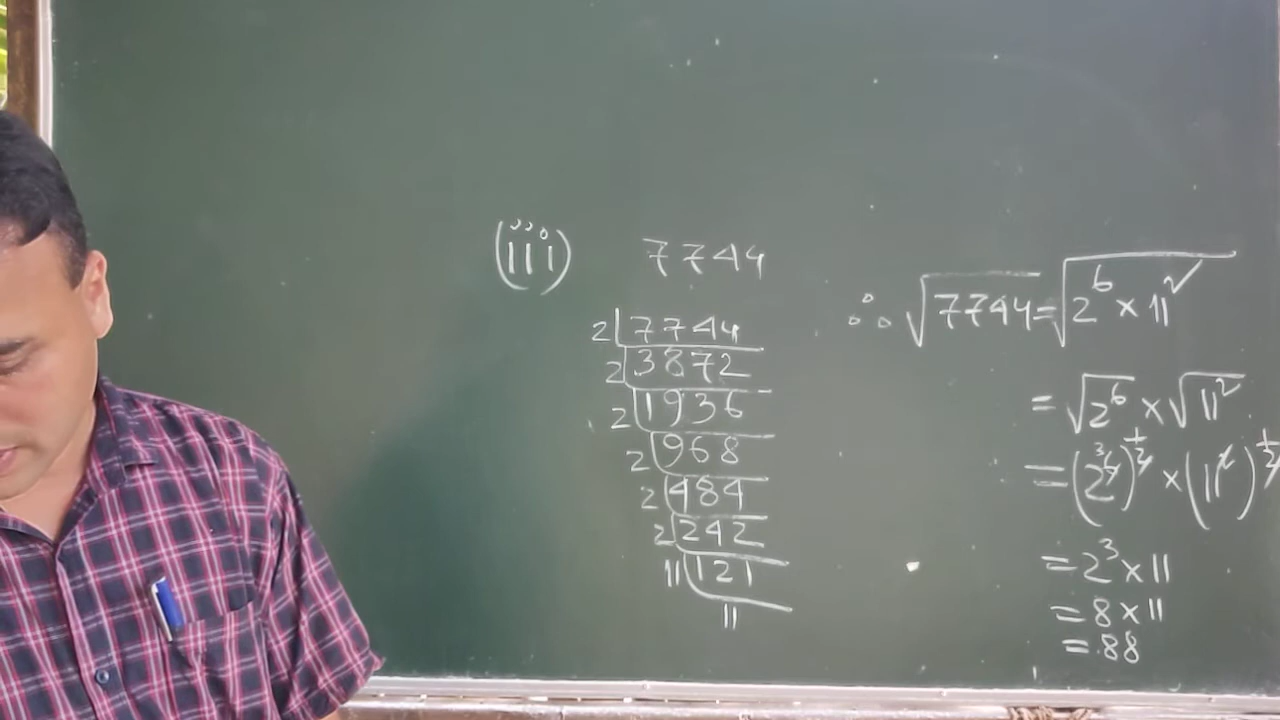 (iii) 7744
2 | 7744
2 | 3872
2 | 1936
2 | 968
2 | 484
2 | 242
11 | 121
11
∴ √7744 = √2⁶ × 11²
= √2⁶ × √11²
= (2⁶)^1/2 × (11²)^1/2
= 2³ × 11
= 8 × 11
= 88